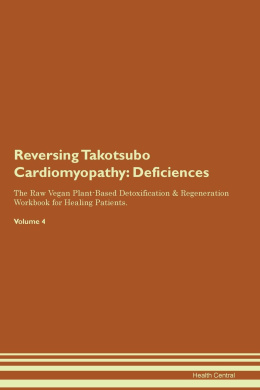 Reversing Takotsubo
Cardiomyopathy: Deficiences
The Raw Vegan Plant-Based Detoxification & Regeneration
Workbook for Healing Patients.
Volume 4
Health Central